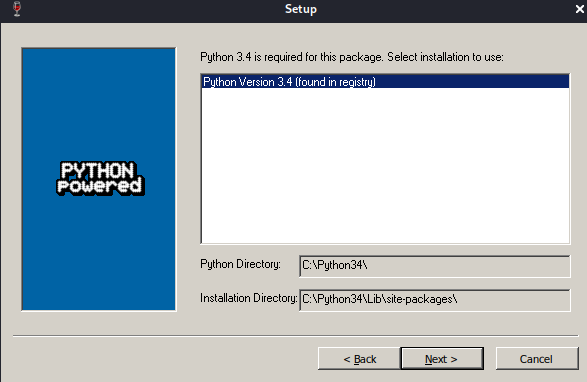 Setup
Python 3.4 is required for this package. Select installation to use:
Python Version 3.4 (found in registry)
PYTHON
powered
Python Directory: C:\Python34\
Installation Directory: C:\Python34\Lib\site-packages\
< Back Next > Cancel